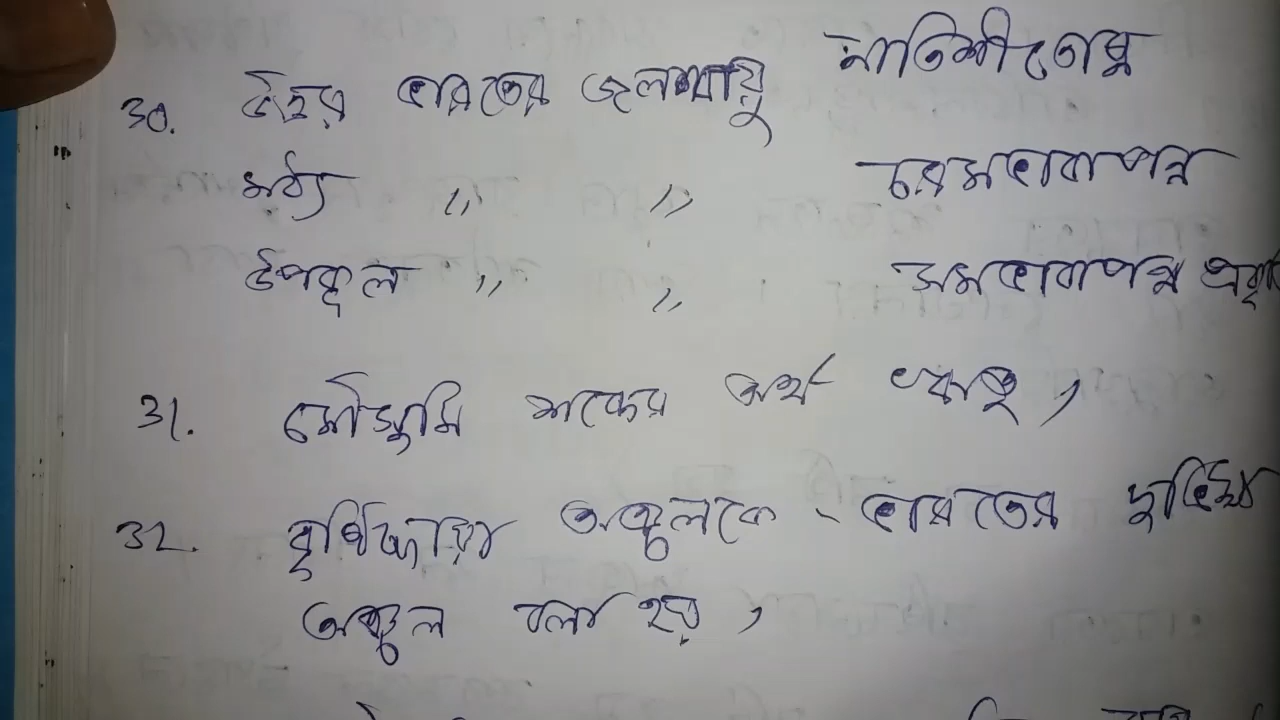 30. উত্তর ভারতের জলবায়ু নাতিশীতোষ্ণ
মধ্য ,, ,, চরমভাবাপন্ন
উপকূল ,, ,, সমভাবাপন্ন
31. মৌসুমি শব্দের অর্থ ঋতু,
32. বৃষ্টিচ্ছায়া অঞ্চলকে - ভারতের দুর্ভিক্ষ
অঞ্চল বলা হয়,